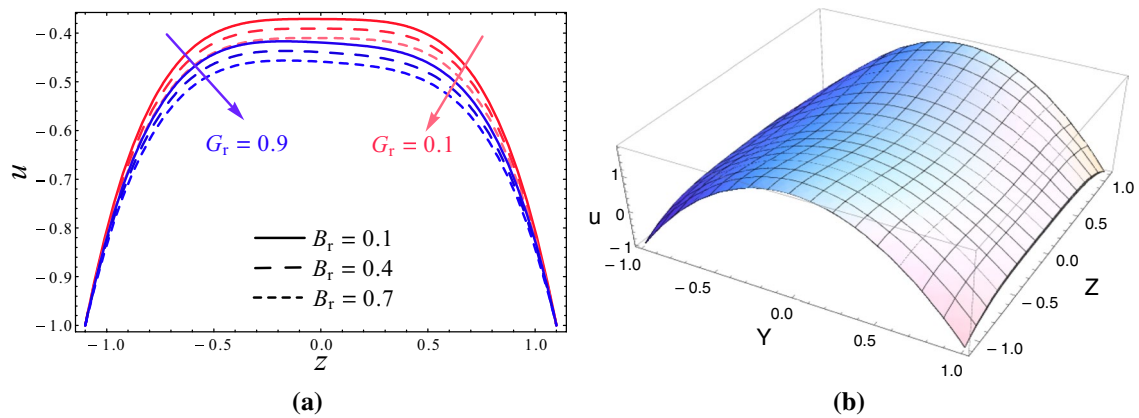 −0.4
−0.5
−0.6
−0.7
−0.8
−0.9
−1.0
u
G_r = 0.9
G_r = 0.1
B_r = 0.1
B_r = 0.4
B_r = 0.7
−1.0 −0.5 0.0 0.5 1.0
z
(a)
1
0
−1
u
−1.0
−0.5
0.0
0.5
1.0
Y
1.0
0.5
0.0
−0.5
−1.0
Z
(b)